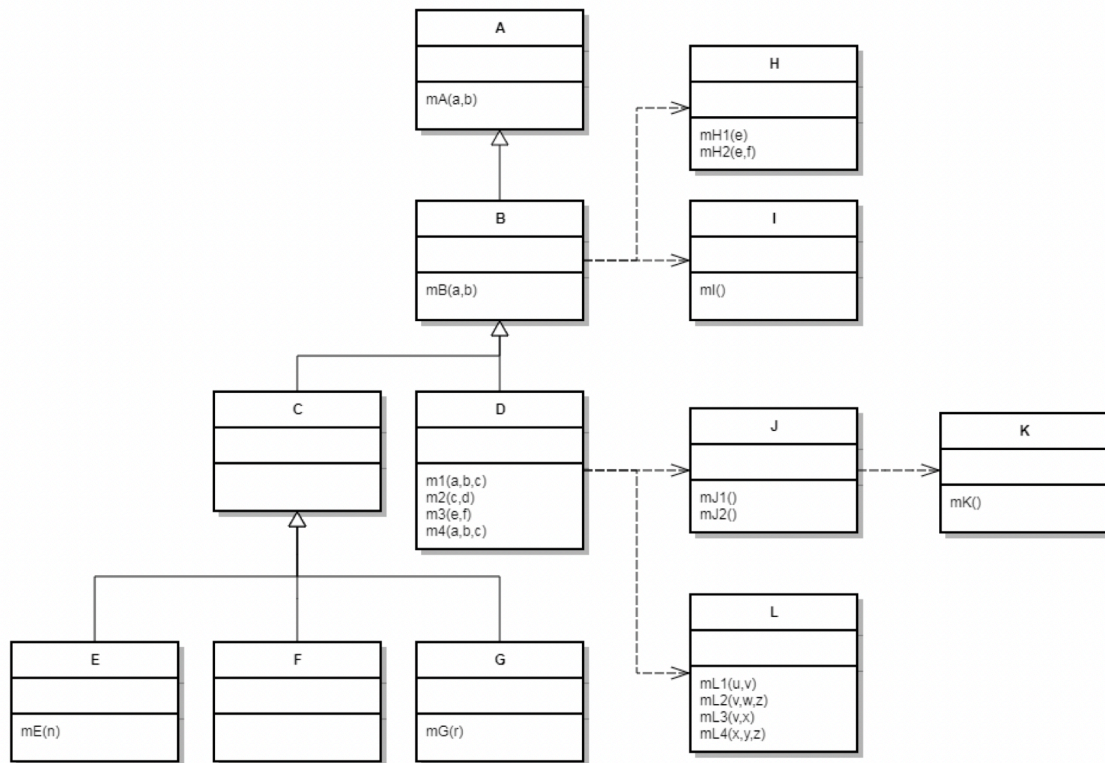 A
mA(a,b)
H
mH1(e)
mH2(e,f)
B
mB(a,b)
I
mI()
C
D
m1(a,b,c)
m2(c,d)
m3(e,f)
m4(a,b,c)
J
mJ1()
mJ2()
K
mK()
E
mE(n)
F
G
mG(r)
L
mL1(u,v)
mL2(v,w,z)
mL3(v,x)
mL4(x,y,z)